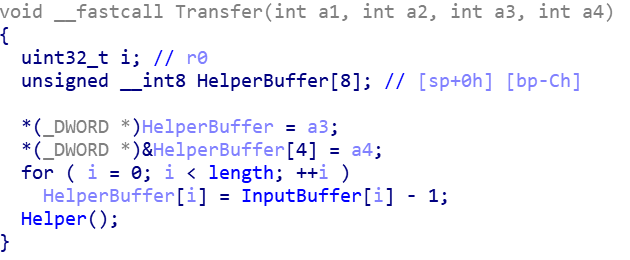 void __fastcall Transfer(int a1, int a2, int a3, int a4)
{
  uint32_t i; // r0
  unsigned __int8 HelperBuffer[8]; // [sp+0h] [bp-Ch]

  *(_DWORD *)HelperBuffer = a3;
  *(_DWORD *)&HelperBuffer[4] = a4;
  for ( i = 0; i < length; ++i )
    HelperBuffer[i] = InputBuffer[i] - 1;
  Helper();
}